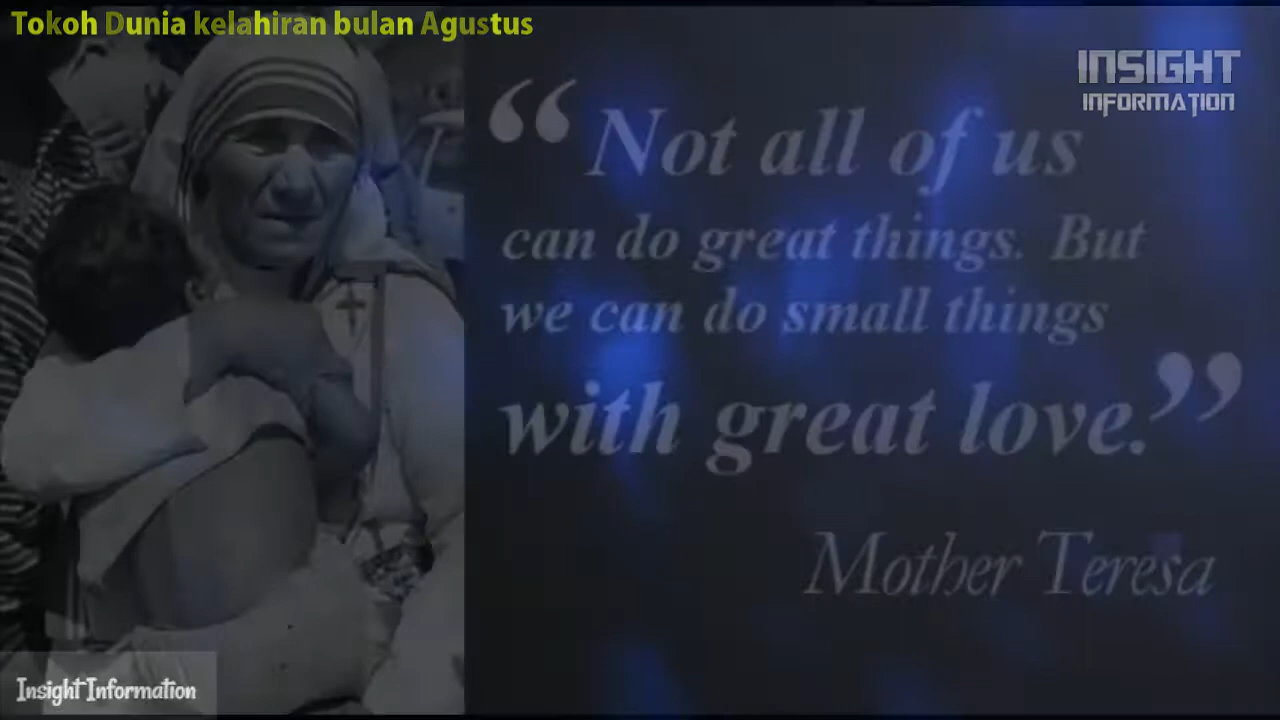 Tokoh Dunia kelahiran bulan Agustus
INSIGHT
INFORMATION
“ Not all of us
can do great things. But
we can do small things
with great love.”
Mother Teresa
Insight Information